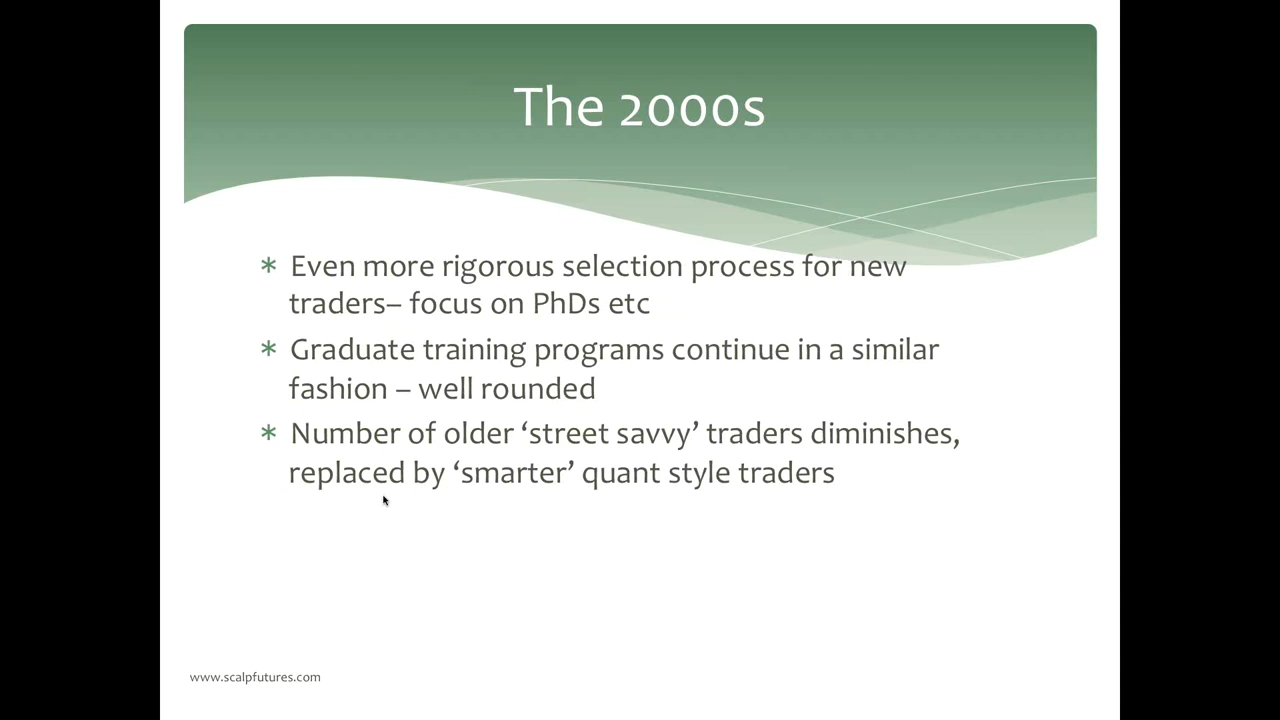 The 2000s
* Even more rigorous selection process for new
traders– focus on PhDs etc
* Graduate training programs continue in a similar
fashion – well rounded
* Number of older ‘street savvy’ traders diminishes,
replaced by ‘smarter’ quant style traders
www.scalpfutures.com